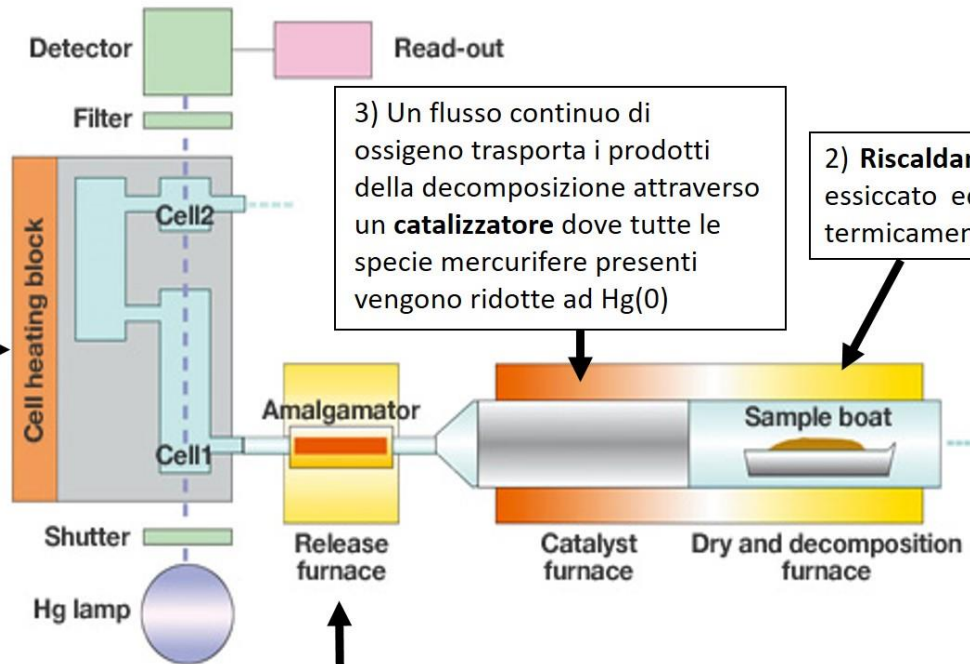 Detector
Read-out
Filter
3) Un flusso continuo di
ossigeno trasporta i prodotti
della decomposizione attraverso
un catalizzatore dove tutte le
specie mercurifere presenti
vengono ridotte ad Hg(0)
2)
essiccato
Cell2
Cell heating block
Amalgamator
Sample boat
Cell1
Shutter
Release
furnace
Catalyst
furnace
Dry and decomposition
furnace
Hg lamp